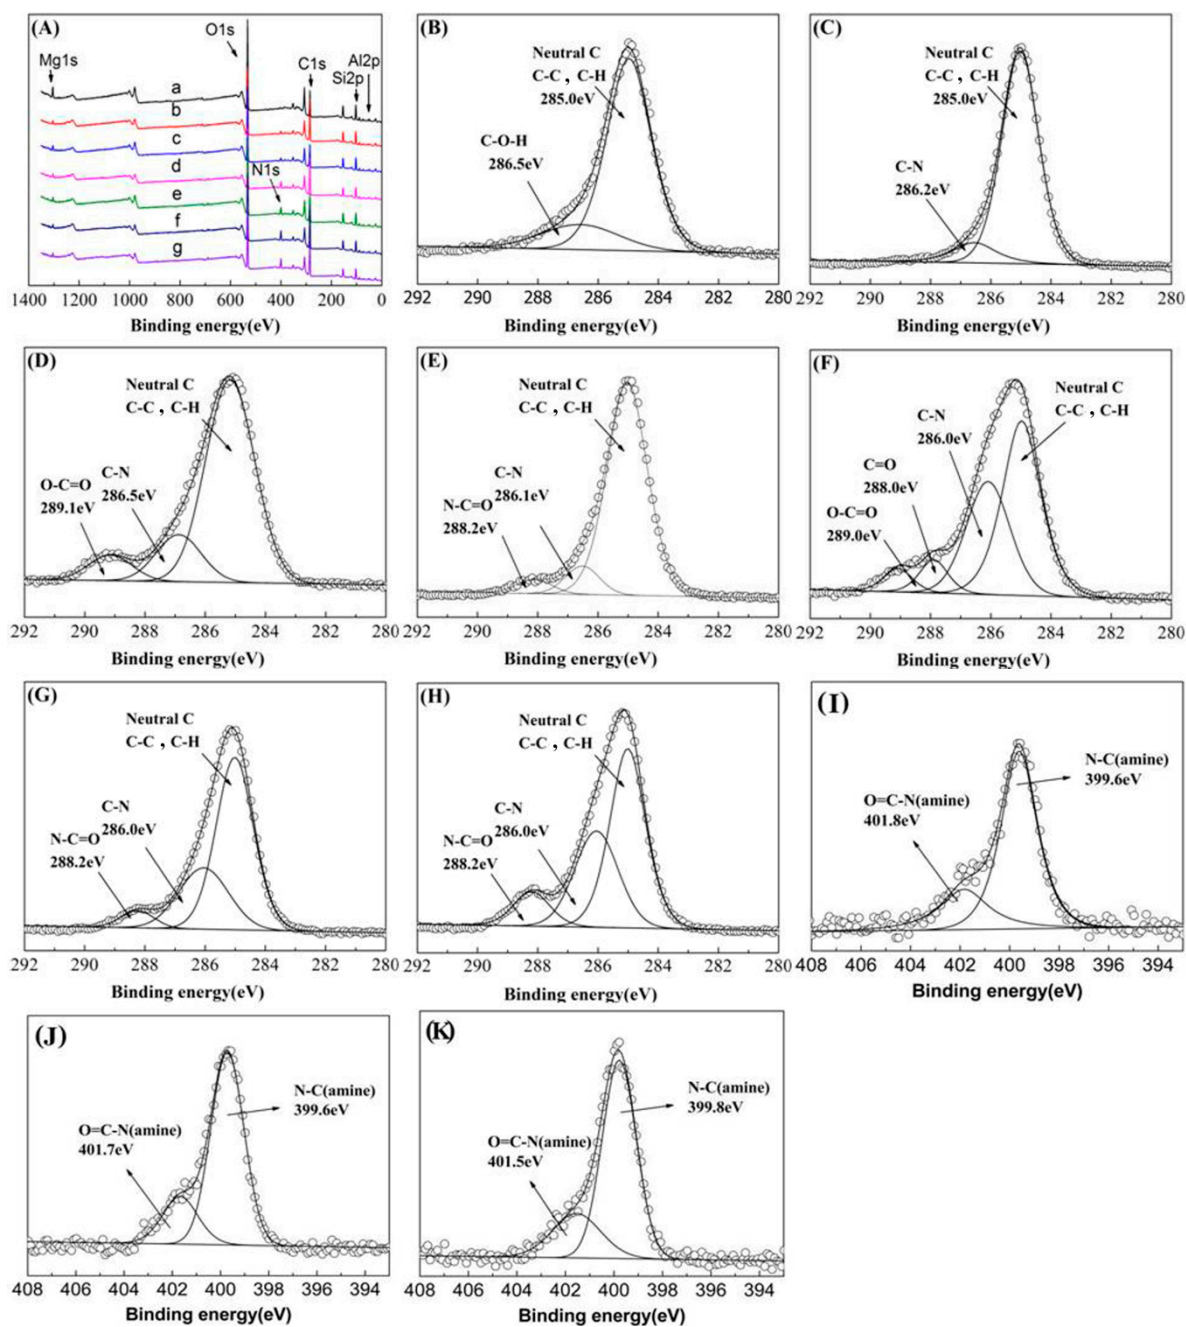 (A)
O1s
Al2p
Mg1s
C1s
Si2p
a
b
c
d
N1s
e
f
g
1400 1200 1000 800 600 400 200 0
Binding energy(eV)
(B)
Neutral C
C-C , C-H
285.0eV
C-O-H
286.5eV
292 290 288 286 284 282 280
Binding energy(eV)
(C)
Neutral C
C-C , C-H
285.0eV
C-N
286.2eV
292 290 288 286 284 282 280
Binding energy(eV)
(D)
Neutral C
C-C , C-H
C-N
286.5eV
O-C=O
289.1eV
292 290 288 286 284 282 280
Binding energy(eV)
(E)
Neutral C
C-C , C-H
C-N
286.1eV
N-C=O
288.2eV
292 290 288 286 284 282 280
Binding energy(eV)
(F)
Neutral C
C-C , C-H
C-N
286.0eV
C=O
288.0eV
O-C=O
289.0eV
292 290 288 286 284 282 280
Binding energy(eV)
(G)
Neutral C
C-C , C-H
C-N
286.0eV
N-C=O
288.2eV
292 290 288 286 284 282 280
Binding energy(eV)
(H)
Neutral C
C-C , C-H
C-N
286.0eV
N-C=O
288.2eV
292 290 288 286 284 282 280
Binding energy(eV)
(I)
N-C(amine)
399.6eV
O=C-N(amine)
401.8eV
408 406 404 402 400 398 396 394
Binding energy(eV)
(J)
N-C(amine)
399.6eV
O=C-N(amine)
401.7eV
408 406 404 402 400 398 396 394
Binding energy(eV)
(K)
N-C(amine)
399.8eV
O=C-N(amine)
401.5eV
408 406 404 402 400 398 396 394
Binding energy(eV)